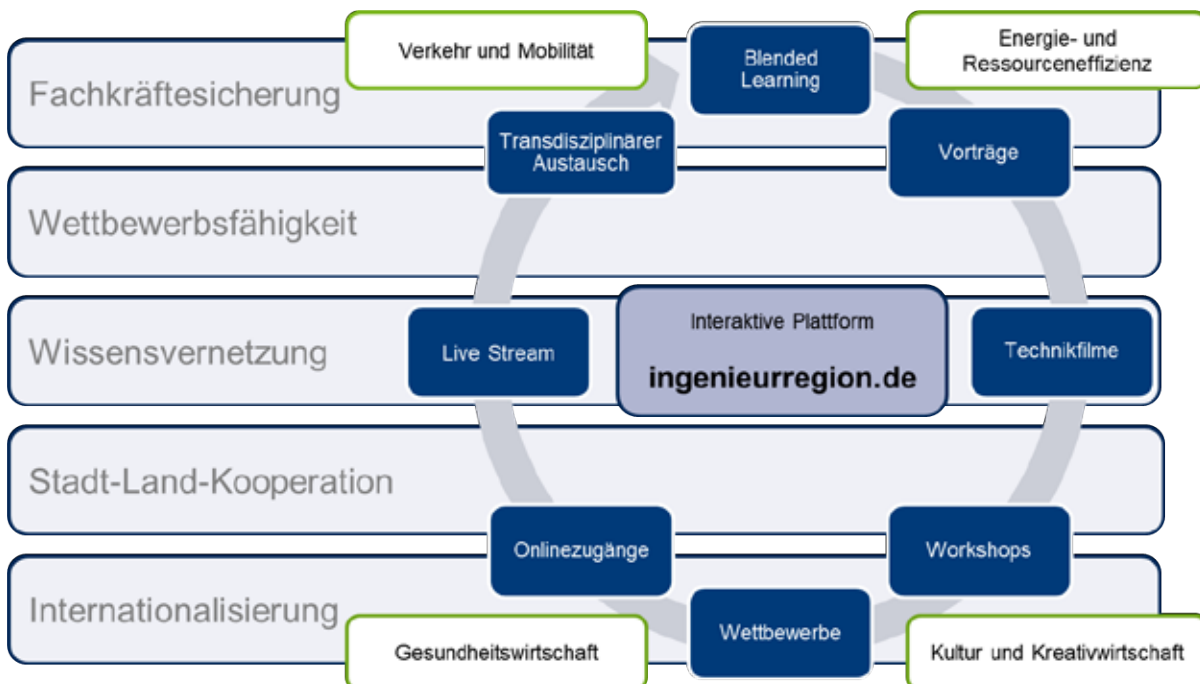 Verkehr und Mobilität
Blended
Learning
Energie- und
Ressourceneffizienz
Fachkräftesicherung
Transdisziplinärer
Austausch
Vorträge
Wettbewerbsfähigkeit
Interaktive Plattform
ingenieurregion.de
Wissensvernetzung
Live Stream
Technikfilme
Stadt-Land-Kooperation
Onlinezugänge
Workshops
Internationalisierung
Gesundheitswirtschaft
Wettbewerbe
Kultur und Kreativwirtschaft